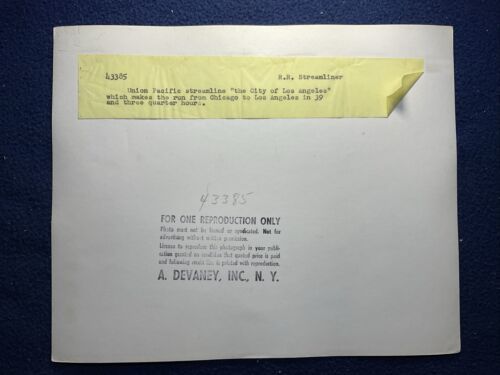 43385 R.R. Streamliner
Union Pacific streamline "the City of Los Angeles"
which makes the run from Chicago to Los Angeles in 39
and three quarter hours.
43385
FOR ONE REPRODUCTION ONLY
Photo must not be loaned or syndicated. Not for
advertising without written permission.
License to reproduce this photograph in your publi-
cation granted on condition that quoted price is paid
and following credit line is printed with reproduction.
A. DEVANEY, INC., N. Y.